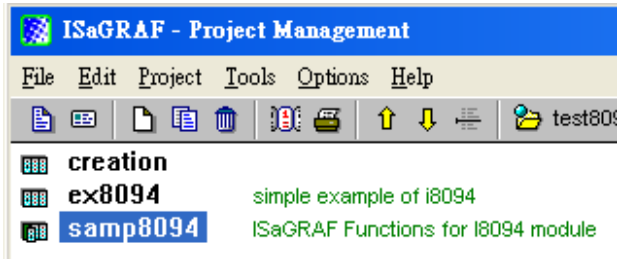 ISaGRAF - Project Management
File Edit Project Tools Options Help
test809
creation
ex8094 simple example of i8094
samp8094 ISaGRAF Functions for I8094 module